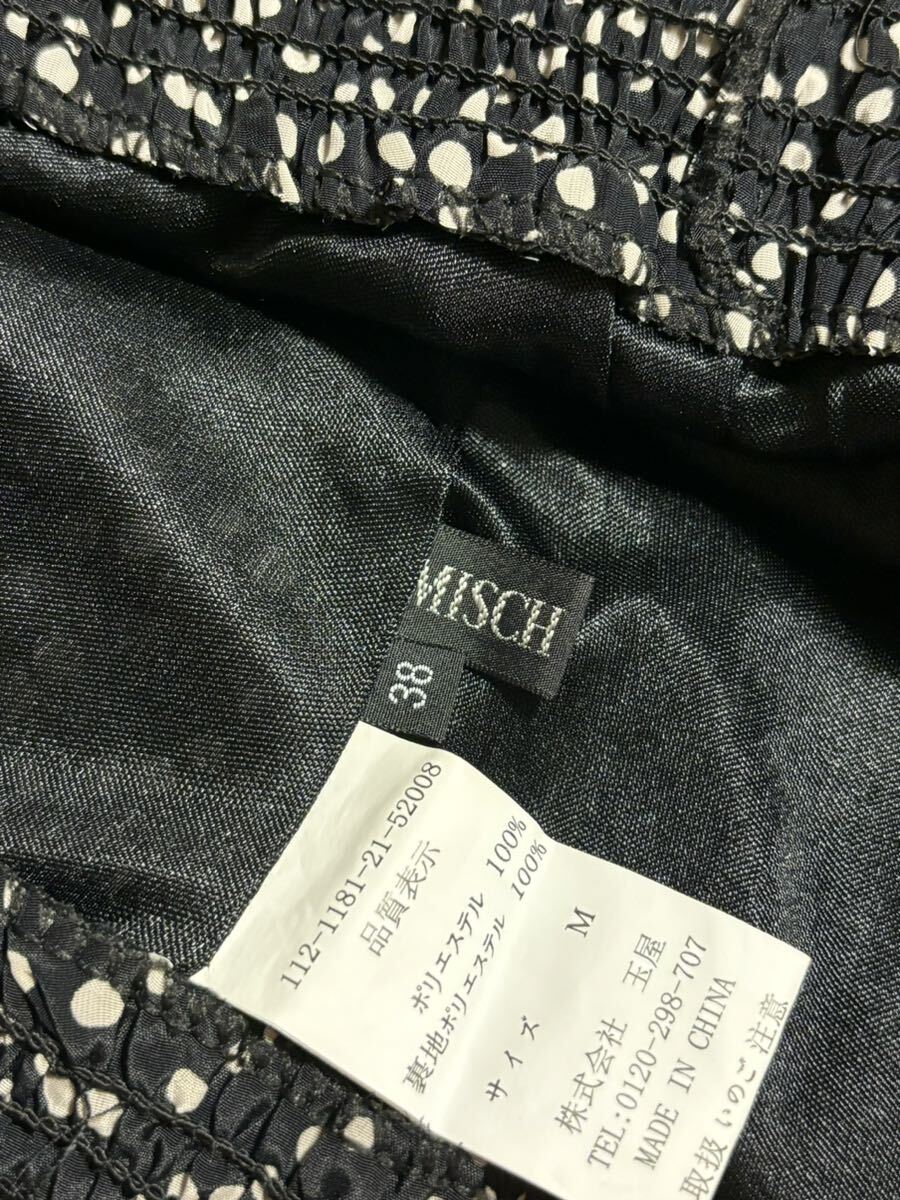 MISCH
38
112-1181-21-52008
品質表示
ポリエステル 100%
裏地ポリエステル 100%
サイズ M
株式会社 玉屋
TEL:0120-298-707
MADE IN CHINA
取扱いのご注意